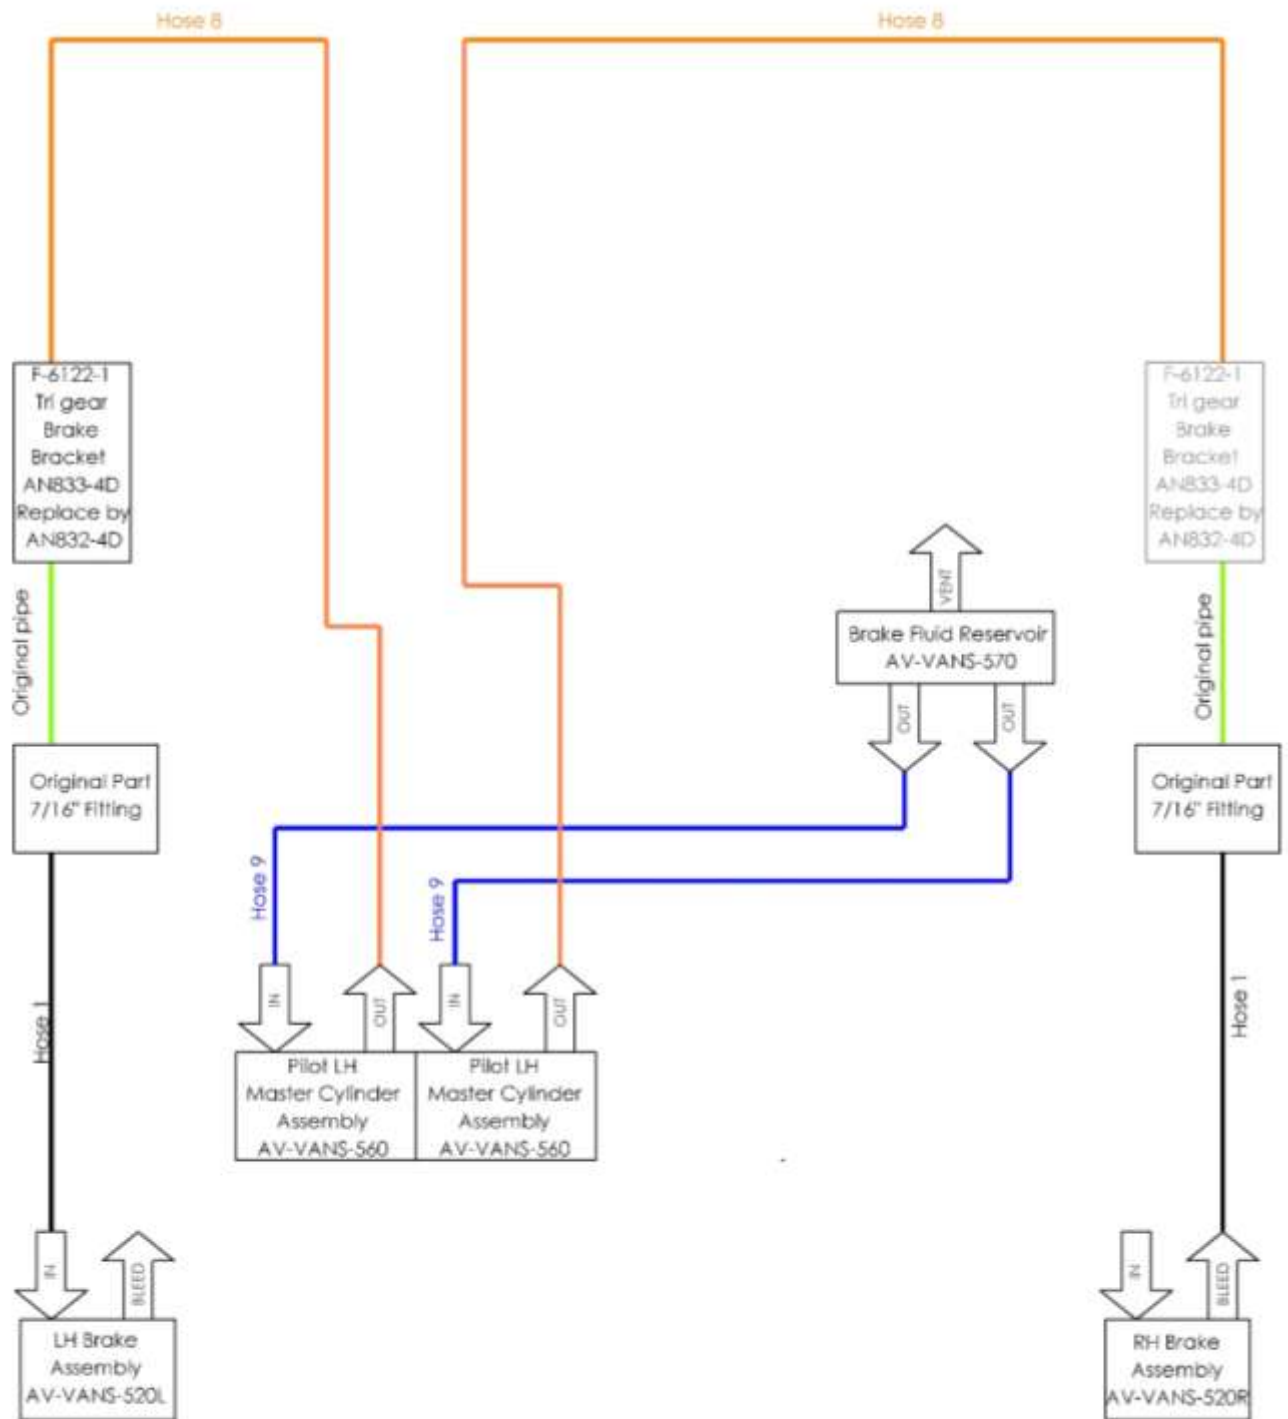 Hose 8
Hose 8
F-6122-1
Tri gear
Brake
Bracket
AN833-4D
Replace by
AN832-4D
F-6122-1
Tri gear
Brake
Bracket
AN833-4D
Replace by
AN832-4D
Original pipe
VENT
Brake Fluid Reservoir
AV-VANS-570
OUT
OUT
Original pipe
Original Part
7/16" Fitting
Original Part
7/16" Fitting
Hose 9
Hose 9
Hose 1
Hose 1
IN
OUT
IN
OUT
Pilot LH
Master Cylinder
Assembly
AV-VANS-560
Pilot LH
Master Cylinder
Assembly
AV-VANS-560
IN
BLEED
IN
BLEED
LH Brake
Assembly
AV-VANS-520L
RH Brake
Assembly
AV-VANS-520R